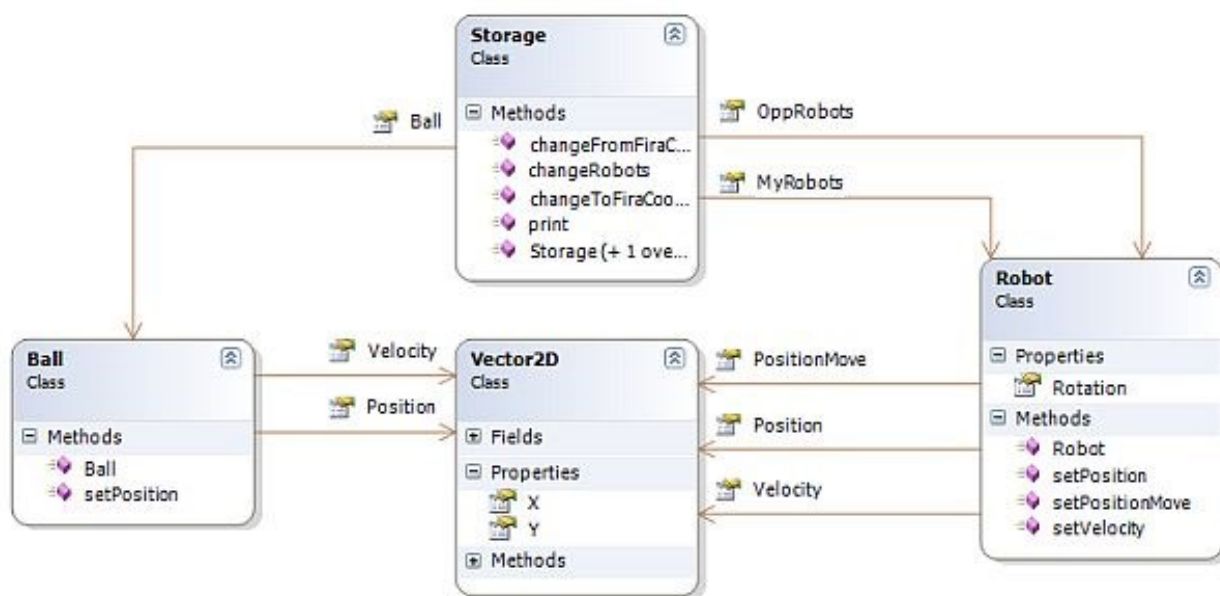 Storage
Class
Methods
changeFromFiraC...
changeRobots
changeToFiraCoo...
print
Storage (+ 1 ove...
Ball
OppRobots
MyRobots
Ball
Class
Methods
Ball
setPosition
Velocity
Position
Vector2D
Class
Fields
Properties
X
Y
Methods
PositionMove
Position
Velocity
Robot
Class
Properties
Rotation
Methods
Robot
setPosition
setPositionMove
setVelocity